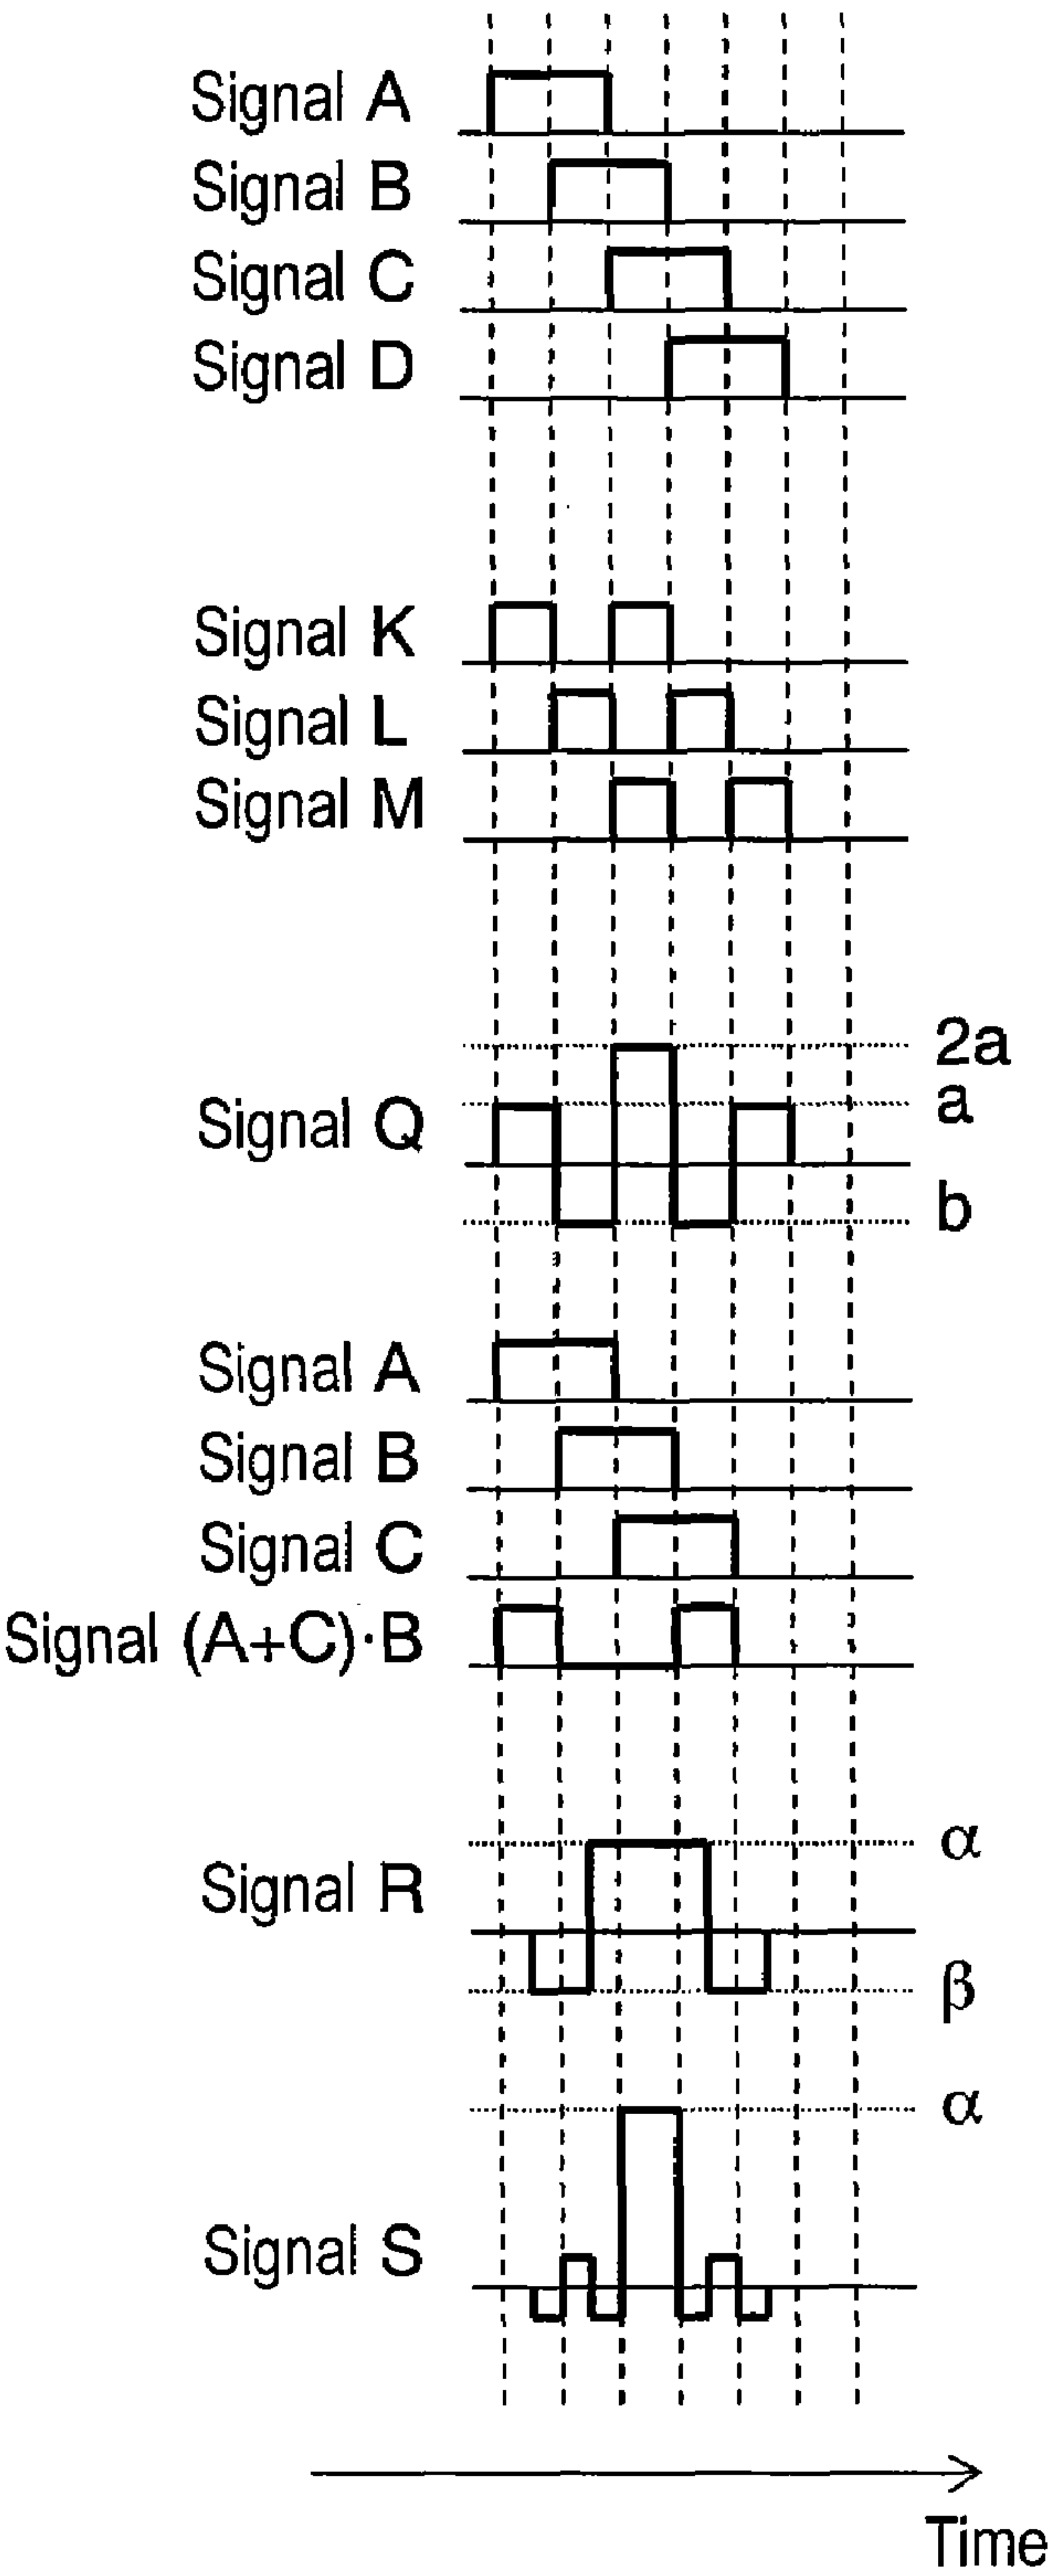 Signal A
Signal B
Signal C
Signal D
Signal K
Signal L
Signal M
2a
a
Signal Q
b
Signal A
Signal B
Signal C
Signal (A+C)·B
α
Signal R
β
α
Signal S
Time